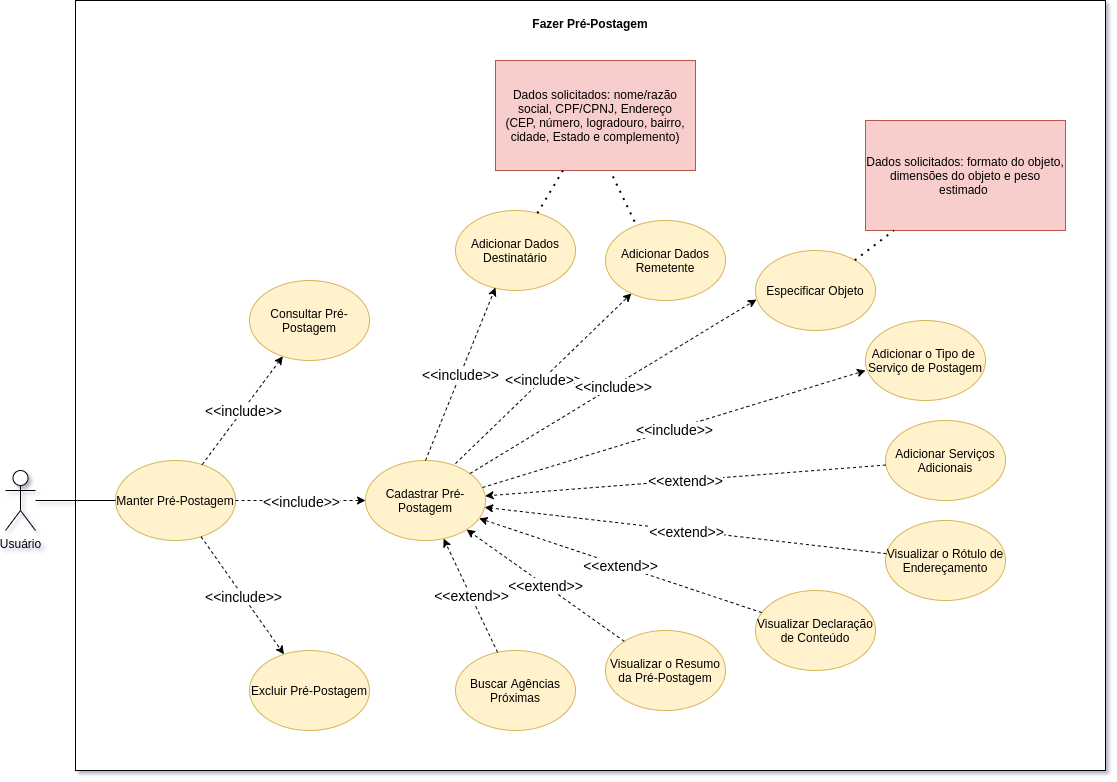 Fazer Pré-Postagem
Dados solicitados: nome/razão
social, CPF/CPNJ, Endereço
(CEP, número, logradouro, bairro,
cidade, Estado e complemento)
Dados solicitados: formato do objeto,
dimensões do objeto e peso
estimado
Adicionar Dados
Destinatário
Adicionar Dados
Remetente
Especificar Objeto
Consultar Pré-
Postagem
Adicionar o Tipo de
Serviço de Postagem
<<include>>
<<include>
<<include>>
<<include>>
<<include>>
Adicionar Serviços
Adicionais
<<extend>>
Manter Pré-Postagem
<<include>>
Cadastrar Pré-
Postagem
Usuário
<<extend>>
Visualizar o Rótulo de
Endereçamento
<<extend>>
<<extend>>
<<extend>>
<<include>>
Visualizar Declaração
de Conteúdo
Visualizar o Resumo
da Pré-Postagem
Buscar Agências
Próximas
Excluir Pré-Postagem